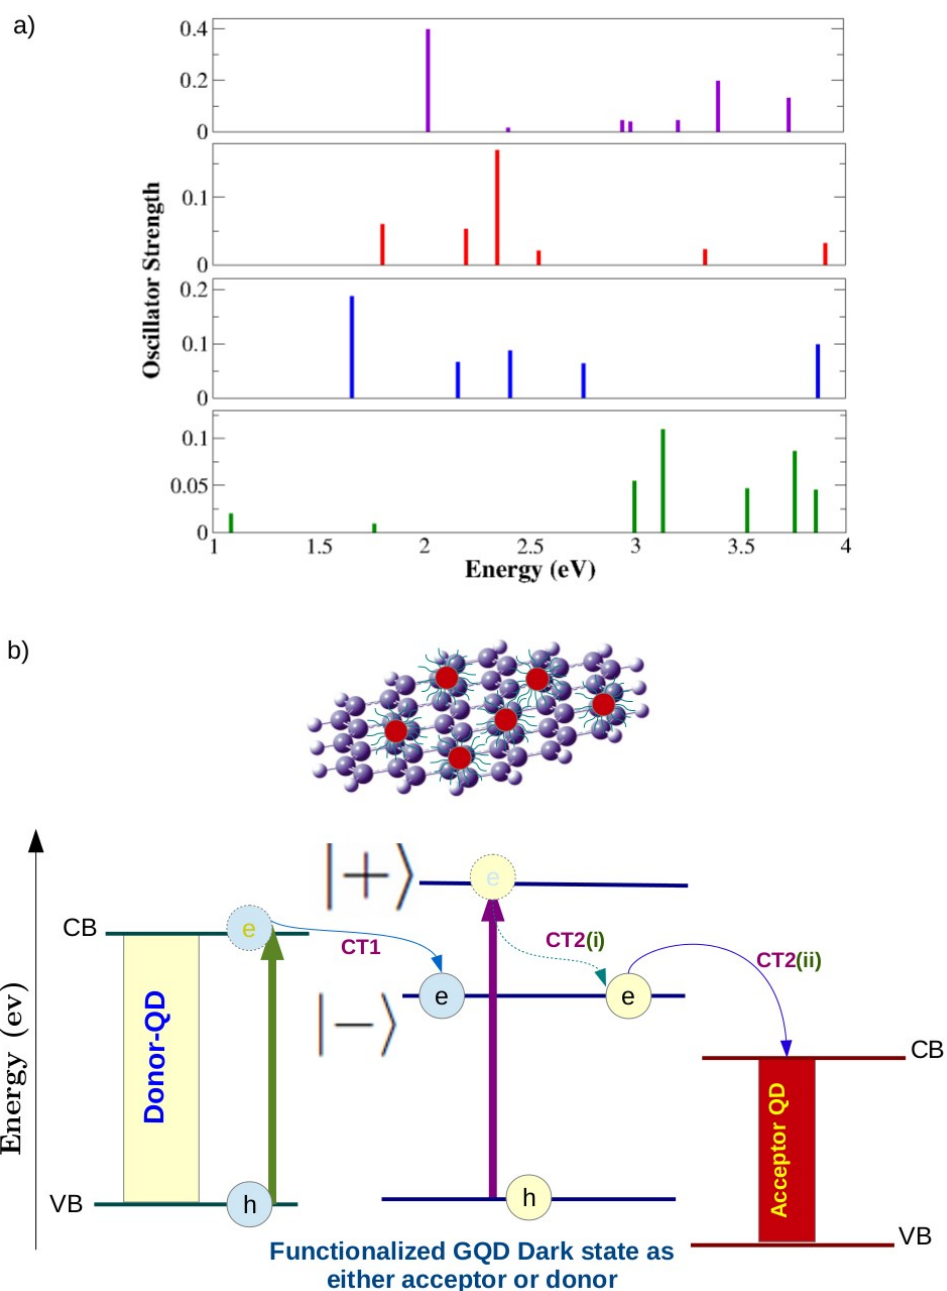 a)
Oscillator Strength
0.4
0.2
0
0.1
0
0.2
0.1
0
0.1
0.05
0
1 1.5 2 2.5 3 3.5 4
Energy (eV)
b)
Energy (ev)
|+⟩
e
CB
e
CT1
CT2(i)
CT2(ii)
e
e
|−⟩
Donor-QD
CB
Acceptor QD
VB
h
h
VB
Functionalized GQD Dark state as
either acceptor or donor